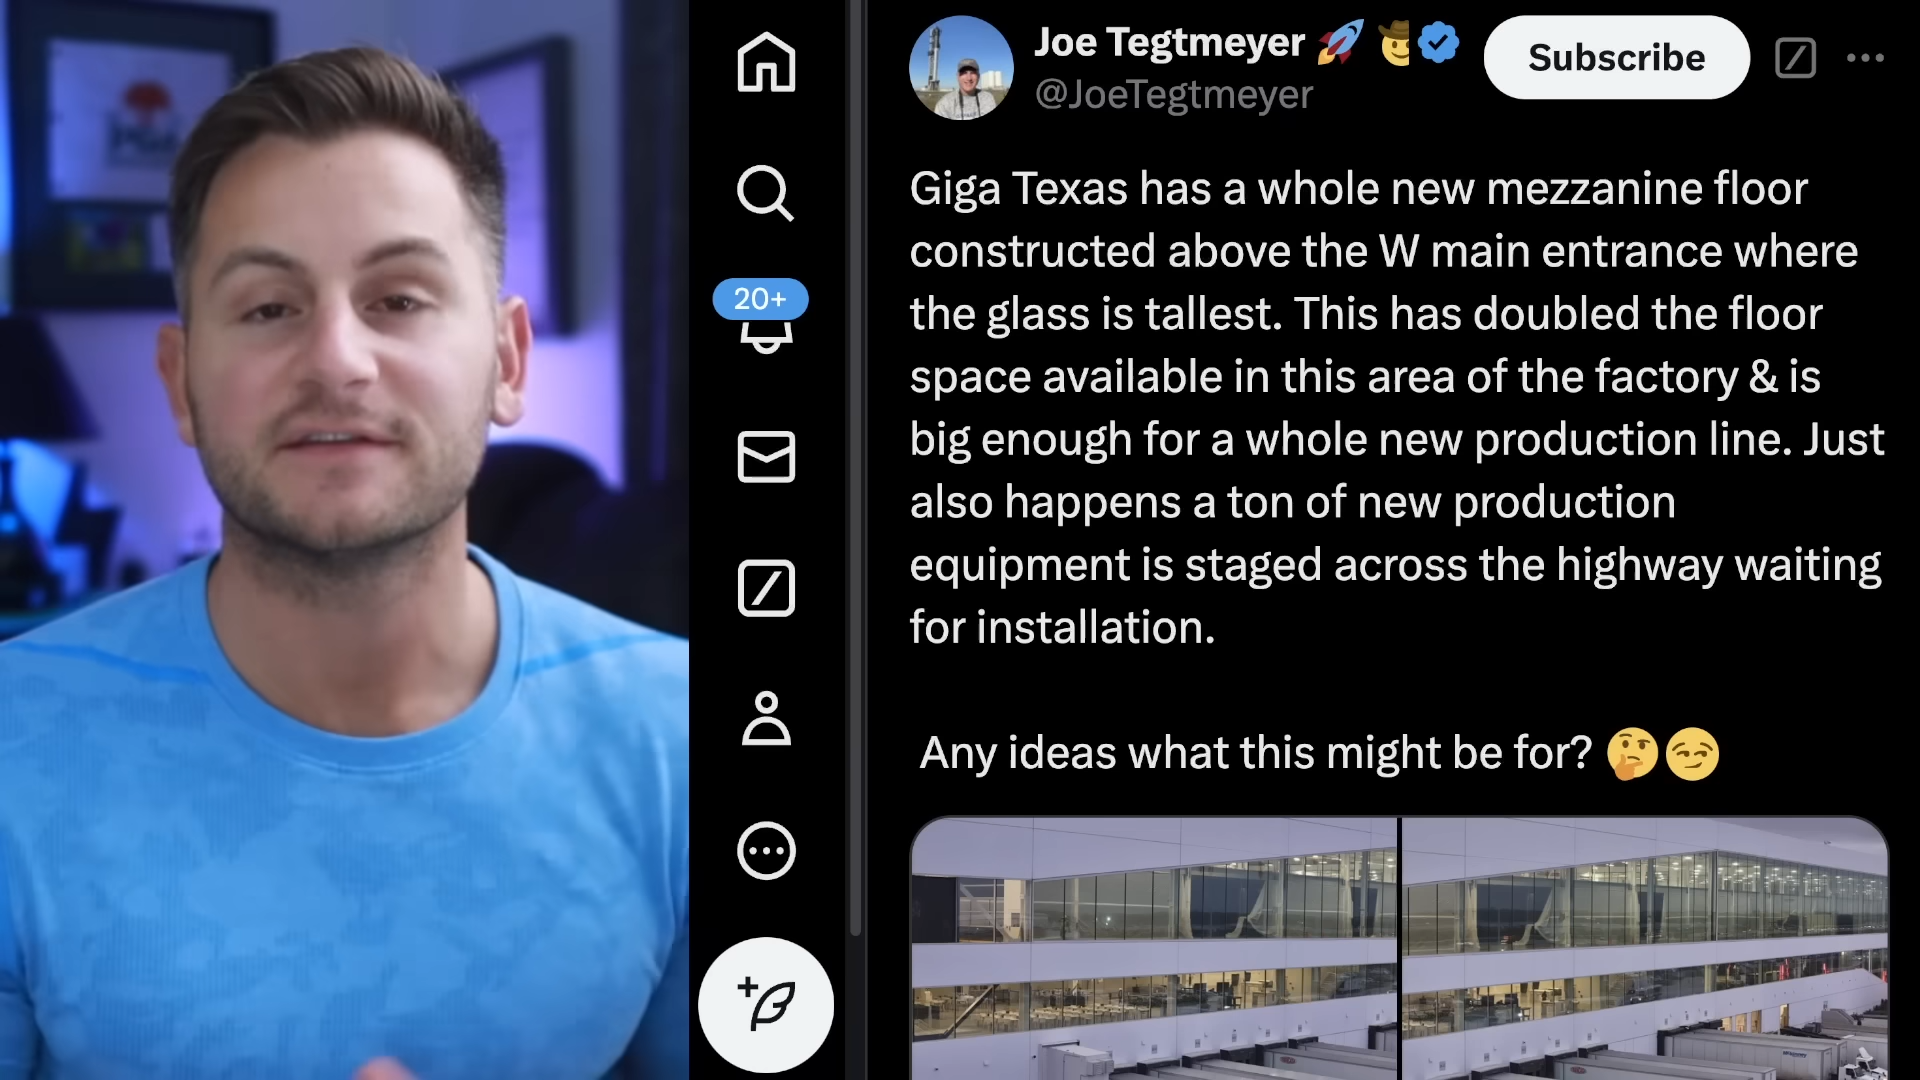 Joe Tegtmeyer 🚀 🤠
@JoeTegtmeyer
Subscribe
20+
Giga Texas has a whole new mezzanine floor
constructed above the W main entrance where
the glass is tallest. This has doubled the floor
space available in this area of the factory & is
big enough for a whole new production line. Just
also happens a ton of new production
equipment is staged across the highway waiting
for installation.
Any ideas what this might be for? 🤔😏